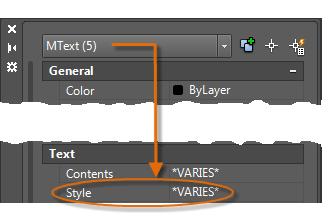 MText (5)
General
Color ByLayer
Text
Contents *VARIES*
Style *VARIES*